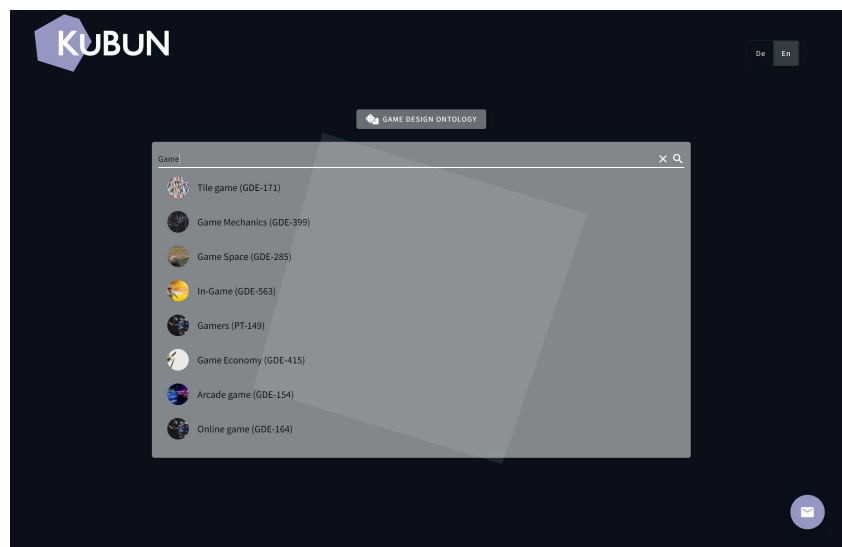 KUBUN
De En
GAME DESIGN ONTOLOGY
Game
Tile game (GDE-171)
Game Mechanics (GDE-399)
Game Space (GDE-285)
In-Game (GDE-563)
Gamers (PT-149)
Game Economy (GDE-415)
Arcade game (GDE-154)
Online game (GDE-164)